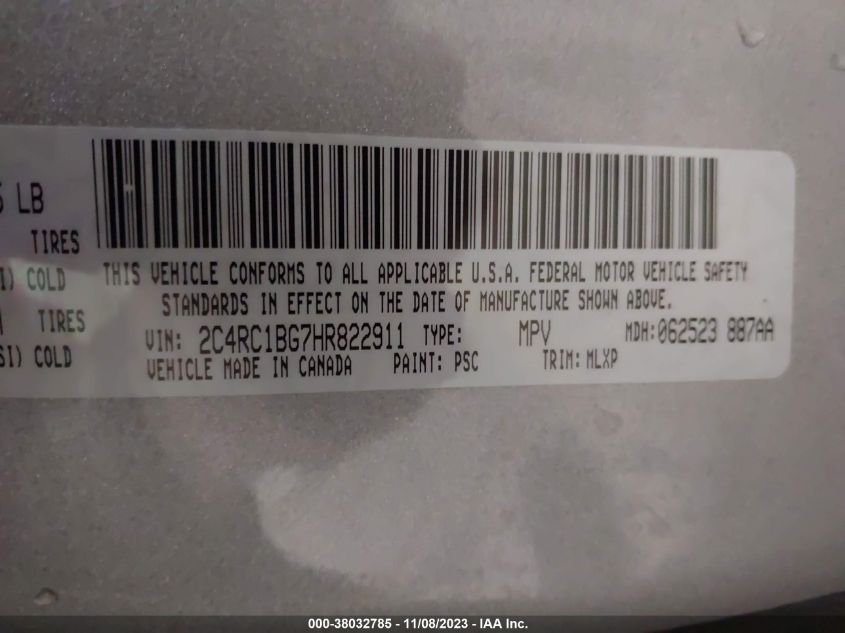 LB
TIRES
COLD
TIRES
COLD
THIS VEHICLE CONFORMS TO ALL APPLICABLE U.S.A. FEDERAL MOTOR VEHICLE SAFETY
STANDARDS IN EFFECT ON THE DATE OF MANUFACTURE SHOWN ABOVE.
VIN: 2C4RC1BG7HR822911 TYPE: MPV MDH:062523 887AA
VEHICLE MADE IN CANADA PAINT: PSC TRIM: MLXP
000-38032785 - 11/08/2023 - IAA Inc.